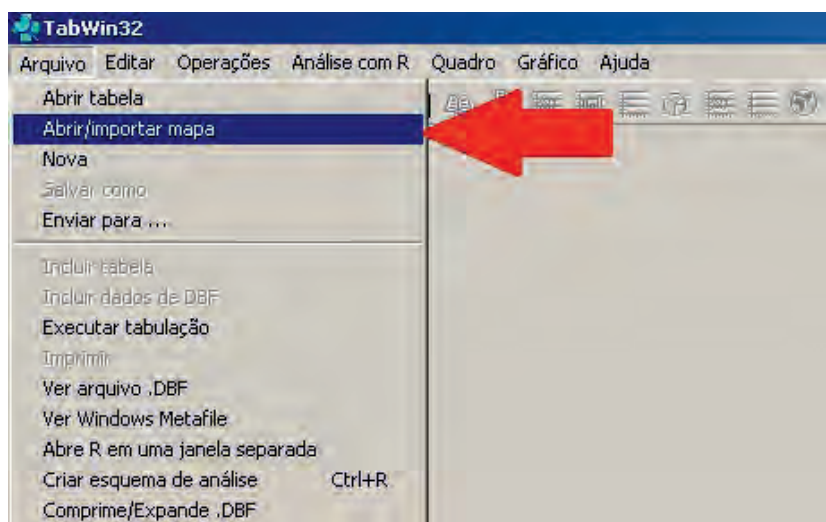 TabWin32
Arquivo Editar Operações Análise com R Quadro Gráfico Ajuda
Abrir tabela
Abrir/importar mapa
Nova
Salvar como
Enviar para ...
Incluir tabela
Incluir dados de DBF
Executar tabulação
Imprimir
Ver arquivo .DBF
Ver Windows Metafile
Abre R em uma janela separada
Criar esquema de análise Ctrl+R
Comprime/Expande .DBF